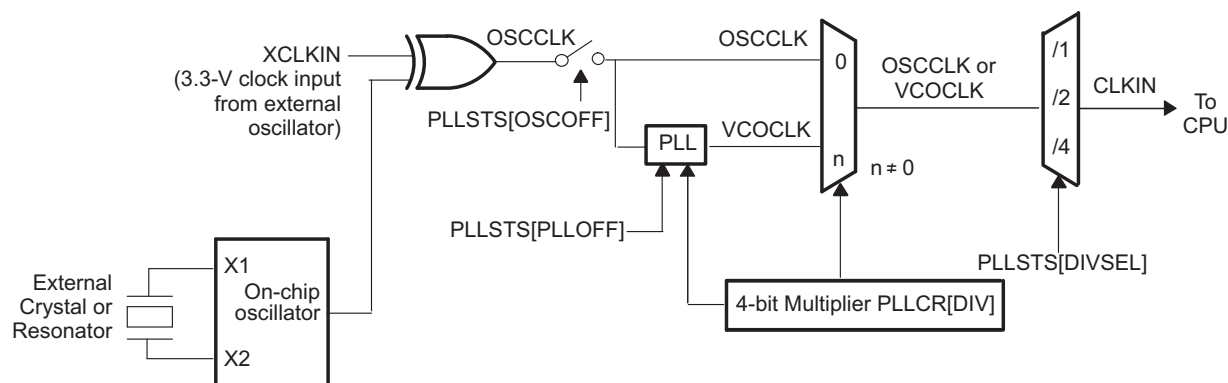 OSCCLK
XCLKIN
(3.3-V clock input
from external
oscillator)
PLLSTS[OSCOFF]
OSCCLK
0
n
n ≠ 0
OSCCLK or
VCOCLK
/1
/2
/4
CLKIN
To
CPU
PLL
VCOCLK
PLLSTS[PLLOFF]
PLLSTS[DIVSEL]
4-bit Multiplier PLLCR[DIV]
External
Crystal or
Resonator
X1
On-chip
oscillator
X2